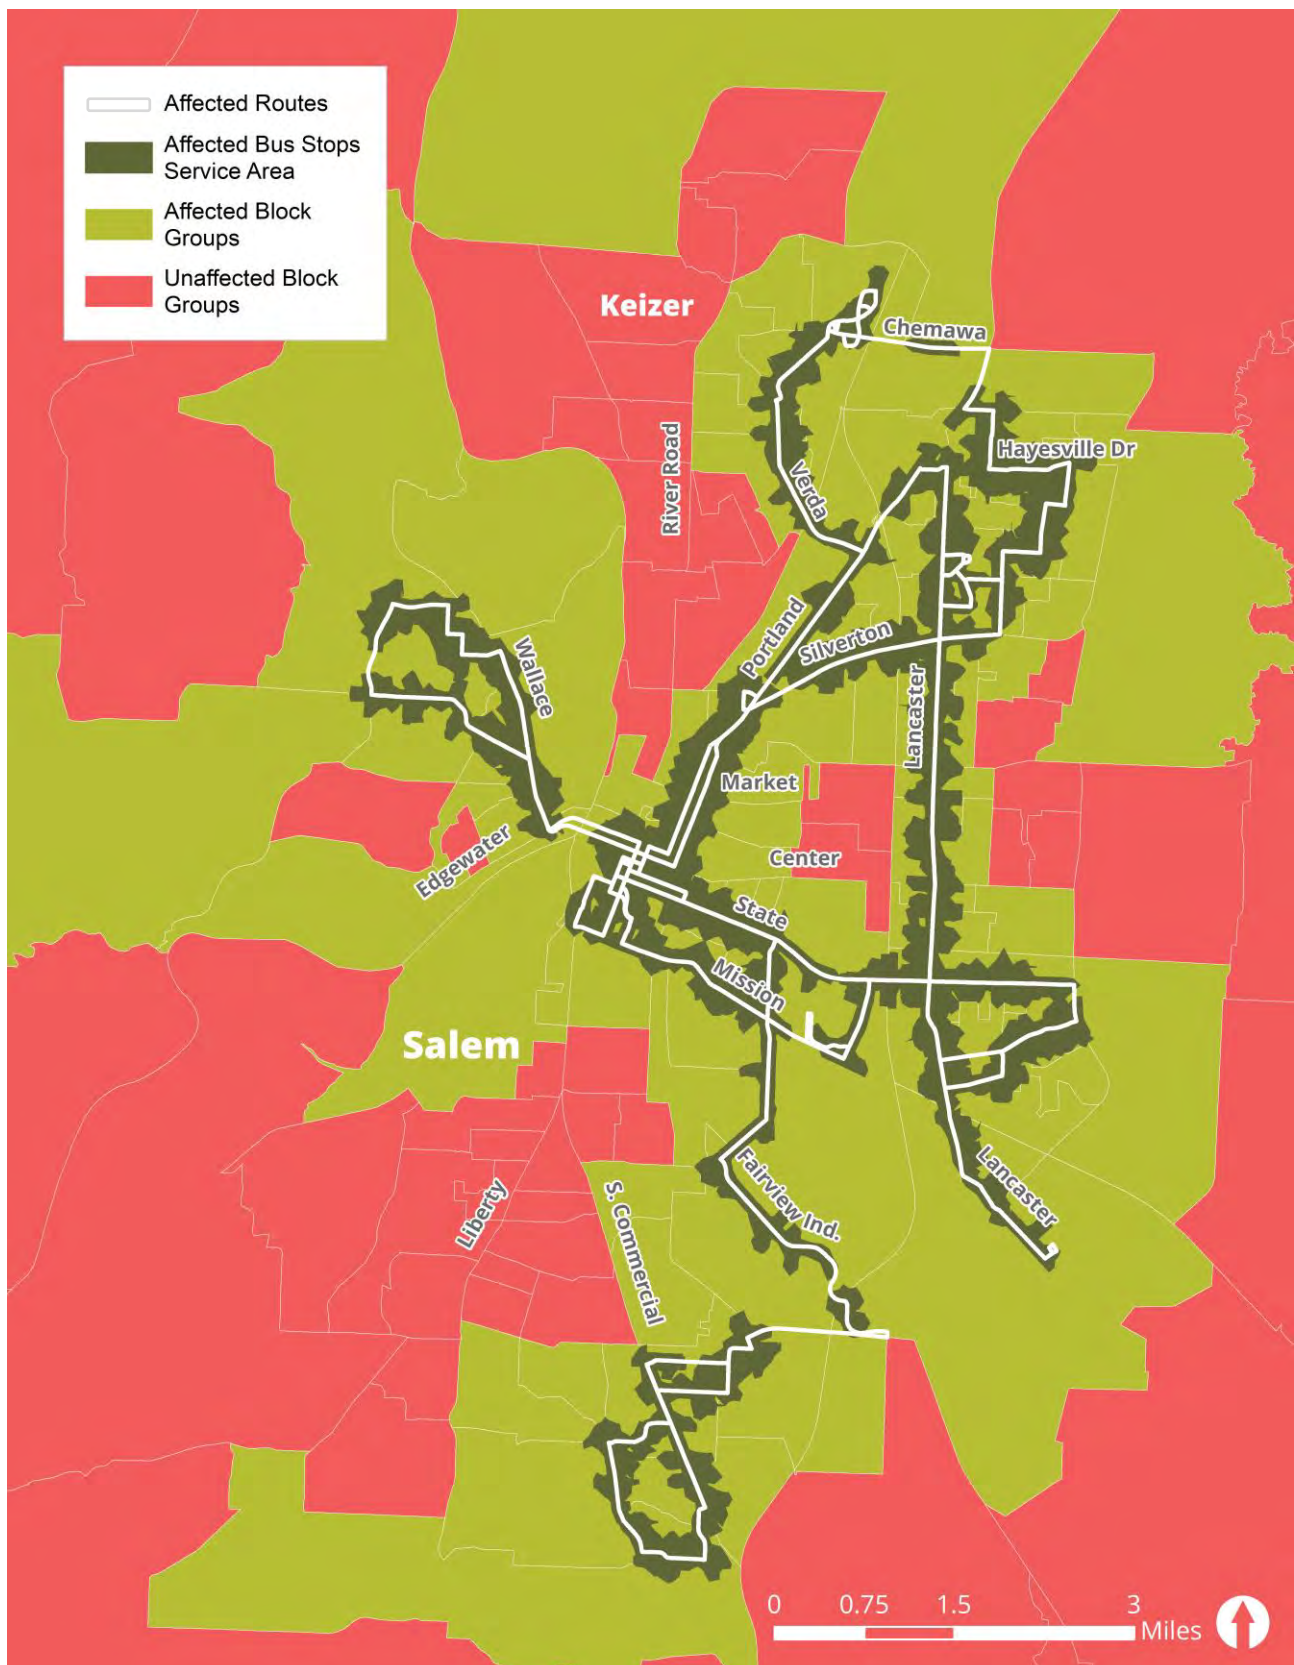 Affected Routes
Affected Bus Stops
Service Area
Affected Block
Groups
Unaffected Block
Groups
Keizer
Chemawa
River Road
Hayesville Dr
Verda
Portland
Silverton
Wallace
Lancaster
Market
Edgewater
Center
State
Mission
Salem
Fairview Ind.
Lancaster
Liberty
S. Commercial
0 0.75 1.5 3
Miles